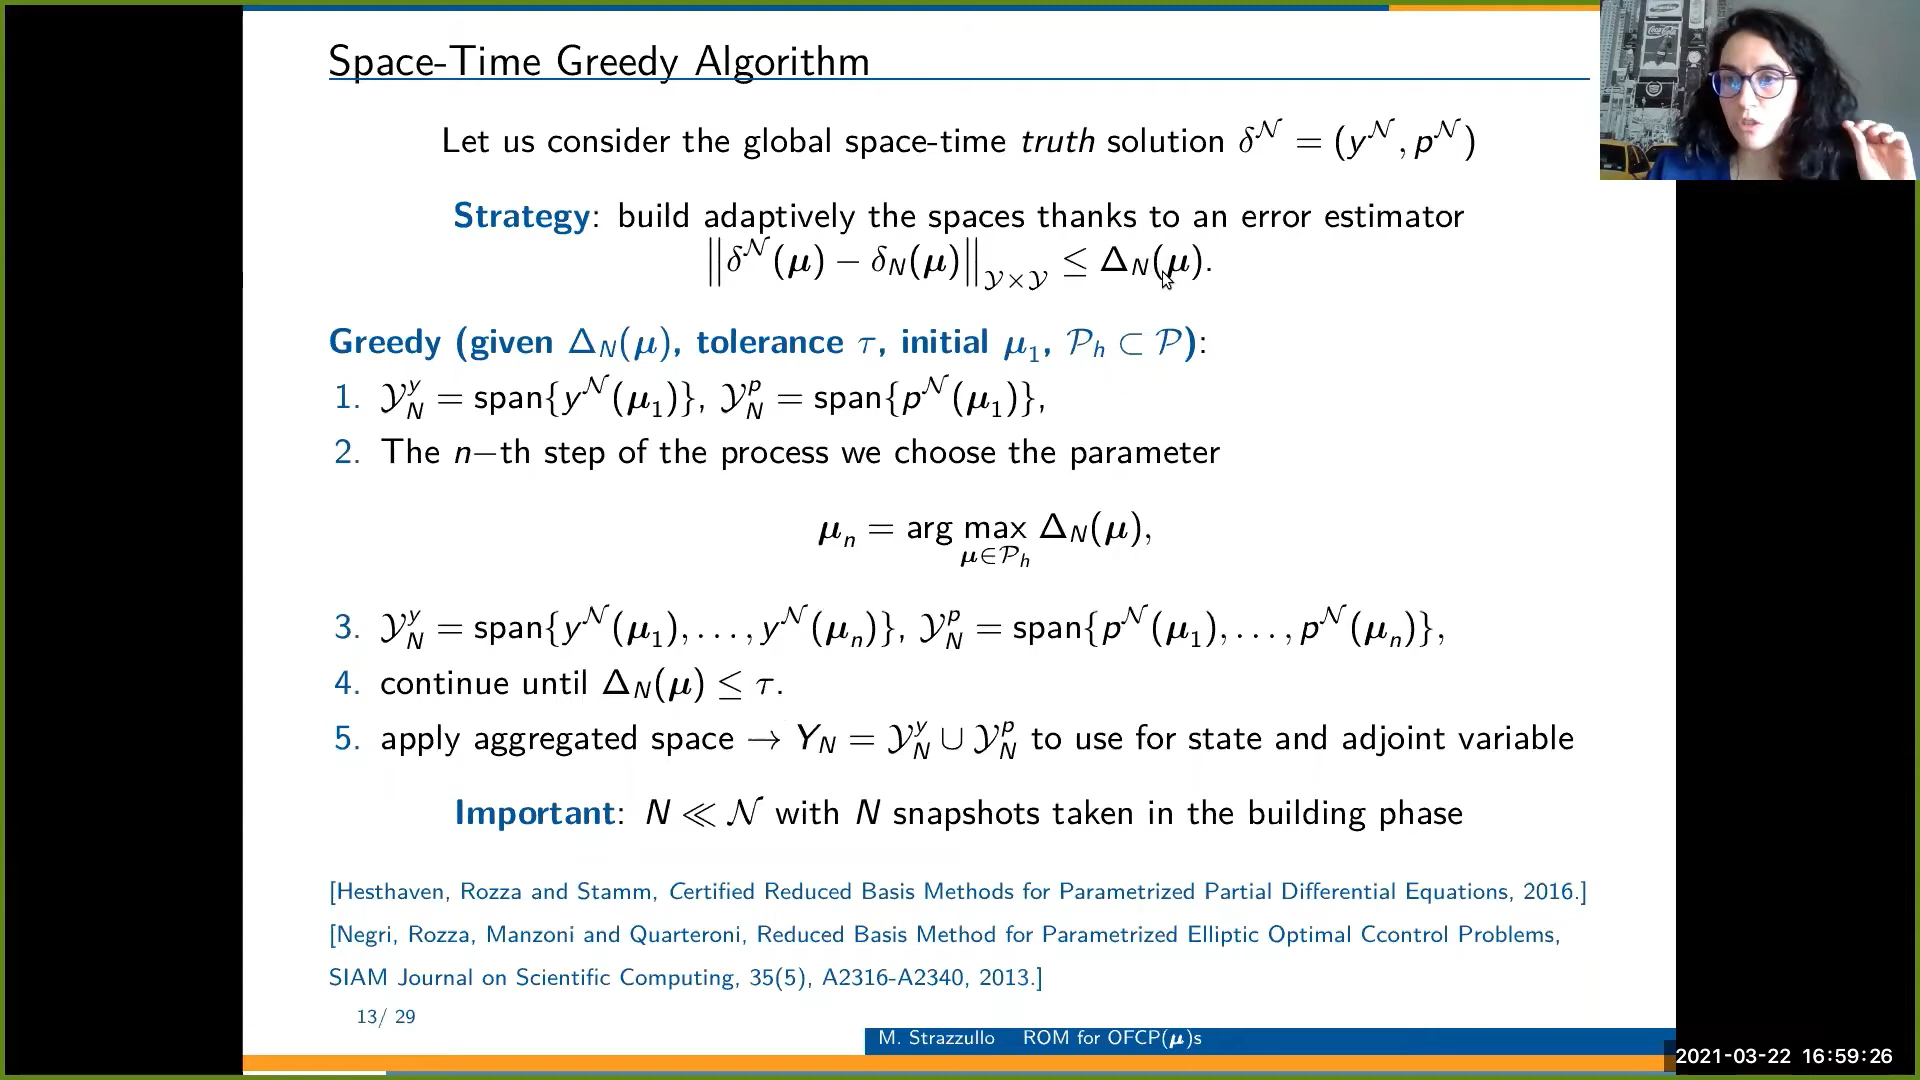 Space-Time Greedy Algorithm
Let us consider the global space-time truth solution δ^𝒩 = (y^𝒩, p^𝒩)
Strategy: build adaptively the spaces thanks to an error estimator
‖δ^𝒩(μ) − δ_N(μ)‖_{𝒴×𝒴} ≤ Δ_N(μ).
Greedy (given Δ_N(μ), tolerance τ, initial μ_1, 𝒫_h ⊂ 𝒫):
1. 𝒴_N^y = span{y^𝒩(μ_1)}, 𝒴_N^p = span{p^𝒩(μ_1)},
2. The n−th step of the process we choose the parameter
μ_n = arg max_{μ∈𝒫_h} Δ_N(μ),
3. 𝒴_N^y = span{y^𝒩(μ_1), . . . , y^𝒩(μ_n)}, 𝒴_N^p = span{p^𝒩(μ_1), . . . , p^𝒩(μ_n)},
4. continue until Δ_N(μ) ≤ τ.
5. apply aggregated space → Y_N = 𝒴_N^y ∪ 𝒴_N^p to use for state and adjoint variable
Important: N ≪ 𝒩 with N snapshots taken in the building phase
[Hesthaven, Rozza and Stamm, Certified Reduced Basis Methods for Parametrized Partial Differential Equations, 2016.]
[Negri, Rozza, Manzoni and Quarteroni, Reduced Basis Method for Parametrized Elliptic Optimal Ccontrol Problems,
SIAM Journal on Scientific Computing, 35(5), A2316-A2340, 2013.]
13/ 29
M. Strazzullo ROM for OFCP(μ)s
2021-03-22 16:59:26
Coca-Cola